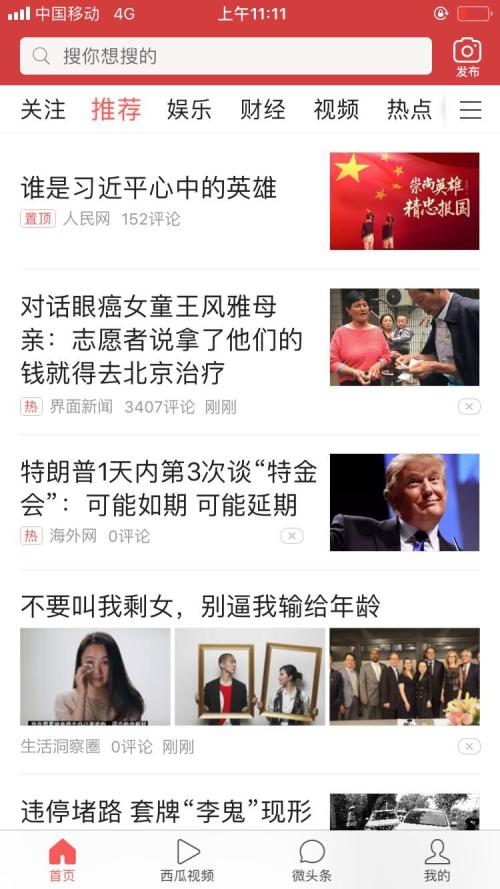 中国移动 4G 上午11:11
搜你想搜的
发布
关注 推荐 娱乐 财经 视频 热点
谁是习近平心中的英雄
置顶 人民网 152评论
崇尚英雄
精忠报国
对话眼癌女童王风雅母
亲：志愿者说拿了他们的
钱就得去北京治疗
热 界面新闻 3407评论 刚刚
特朗普1天内第3次谈“特金
会”：可能如期 可能延期
热 海外网 0评论
不要叫我剩女，别逼我输给年龄
生活洞察圈 0评论 刚刚
违停堵路 套牌“李鬼”现形
首页 西瓜视频 微头条 我的